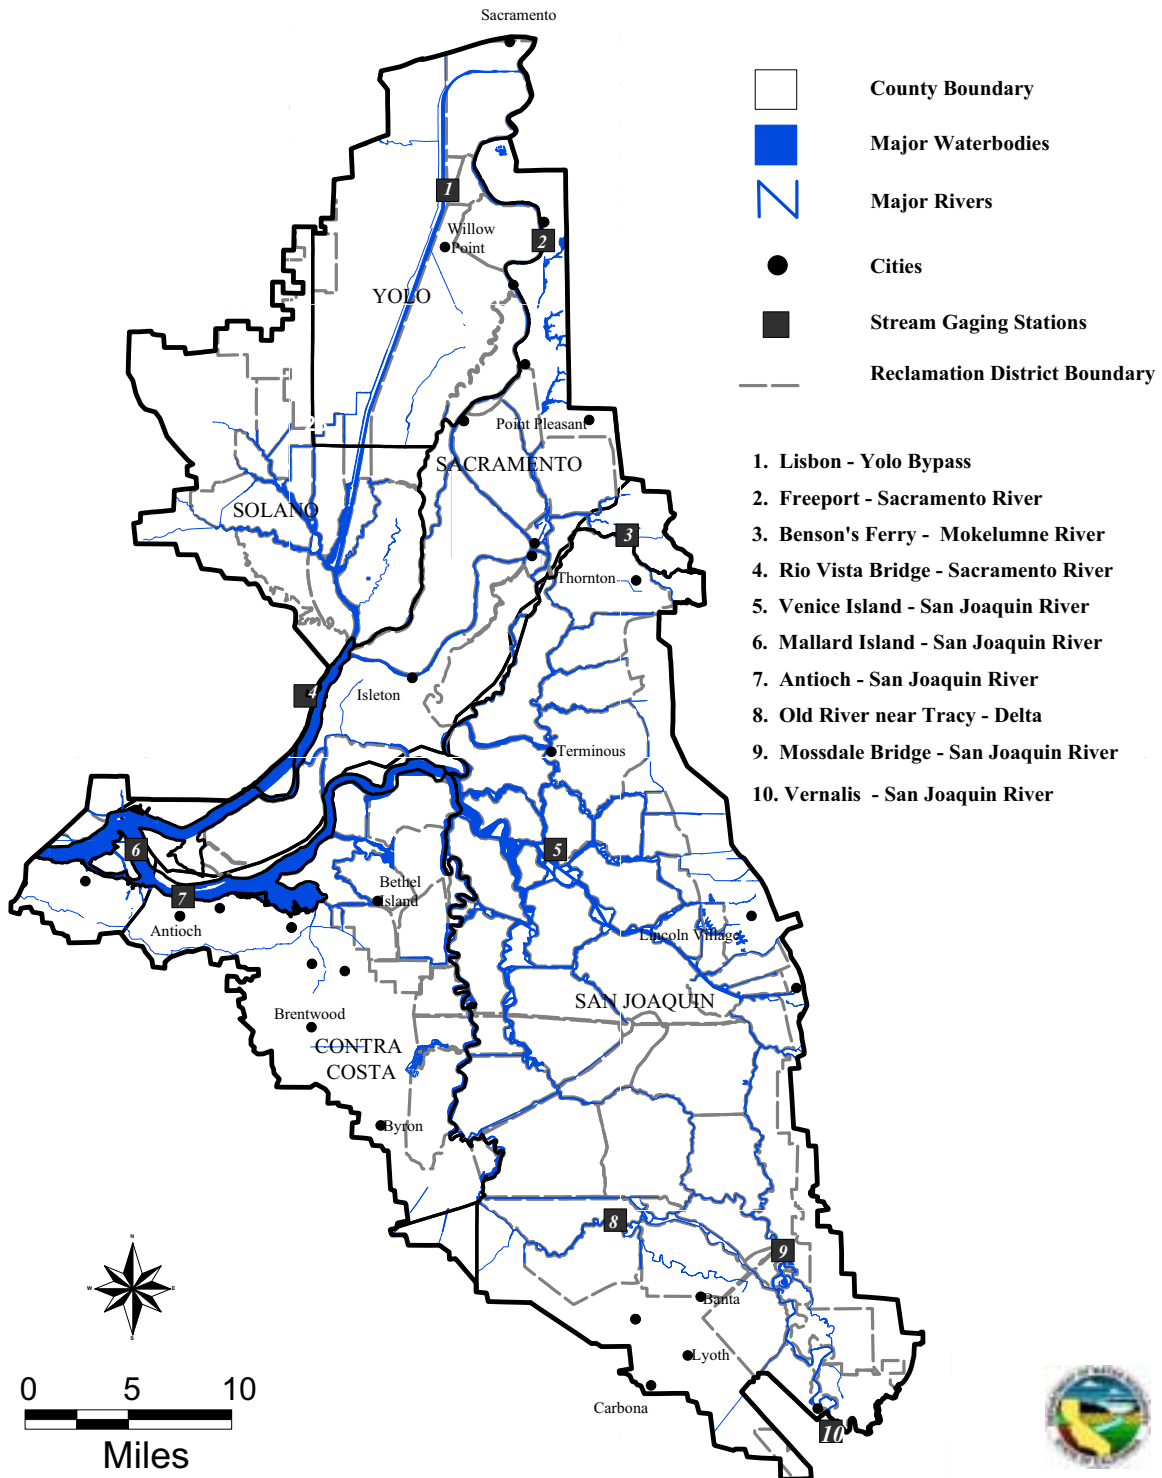 Sacramento
County Boundary
Major Waterbodies
Major Rivers
Cities
Stream Gaging Stations
Reclamation District Boundary
1. Lisbon - Yolo Bypass
2. Freeport - Sacramento River
3. Benson's Ferry - Mokelumne River
4. Rio Vista Bridge - Sacramento River
5. Venice Island - San Joaquin River
6. Mallard Island - San Joaquin River
7. Antioch - San Joaquin River
8. Old River near Tracy - Delta
9. Mossdale Bridge - San Joaquin River
10. Vernalis - San Joaquin River
1
Willow
Point
2
YOLO
Point Pleasant
SACRAMENTO
SOLANO
3
Thornton
4
Isleton
Terminous
5
6
7
Bethel
Island
Antioch
Lincoln Village
SAN JOAQUIN
Brentwood
CONTRA
COSTA
Byron
8
9
Banta
Lyoth
Carbona
10
N
W
E
S
0 5 10
Miles